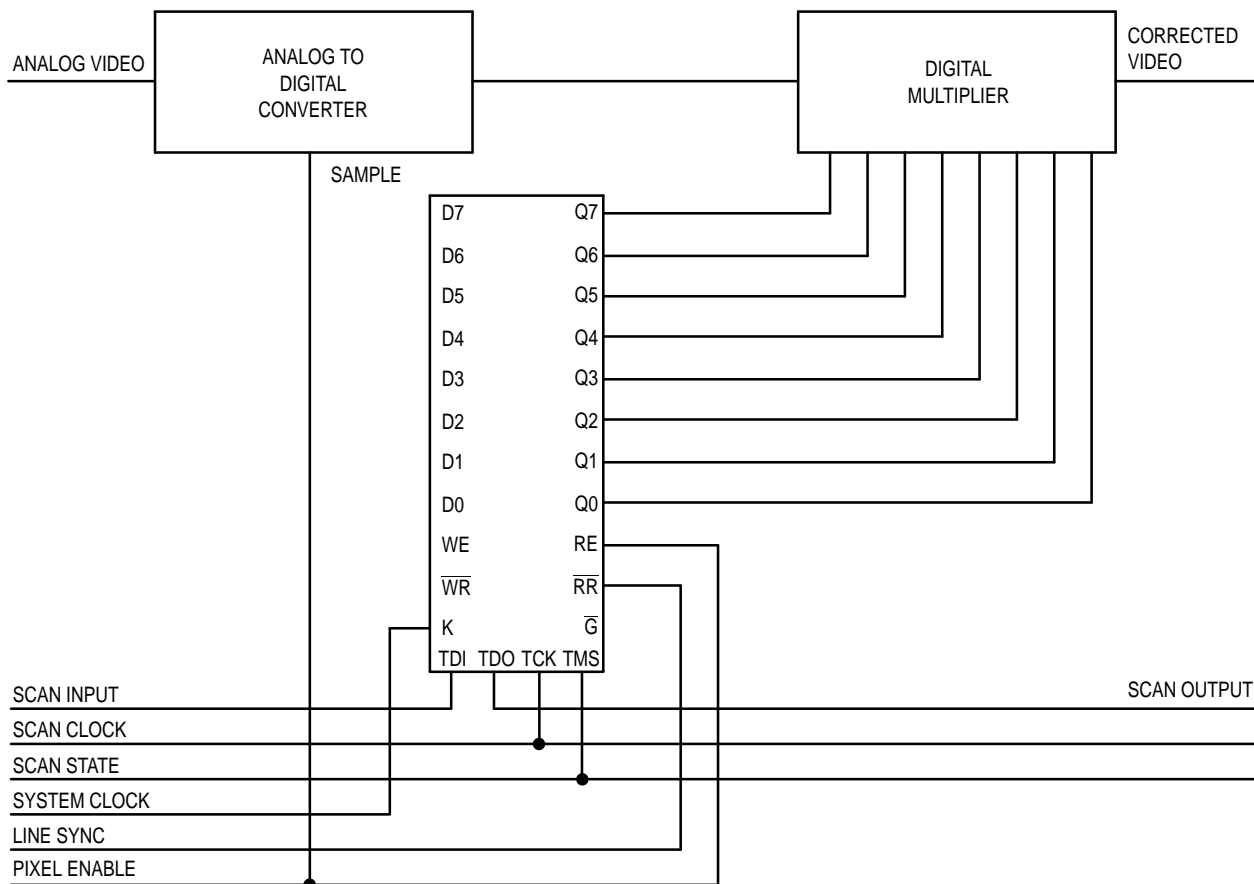 ANALOG VIDEO
ANALOG TO
DIGITAL
CONVERTER
DIGITAL
MULTIPLIER
CORRECTED
VIDEO
SAMPLE
D7 Q7
D6 Q6
D5 Q5
D4 Q4
D3 Q3
D2 Q2
D1 Q1
D0 Q0
WE RE
W̅R̅ R̅R̅
K G̅
TDI TDO TCK TMS
SCAN INPUT
SCAN OUTPUT
SCAN CLOCK
SCAN STATE
SYSTEM CLOCK
LINE SYNC
PIXEL ENABLE